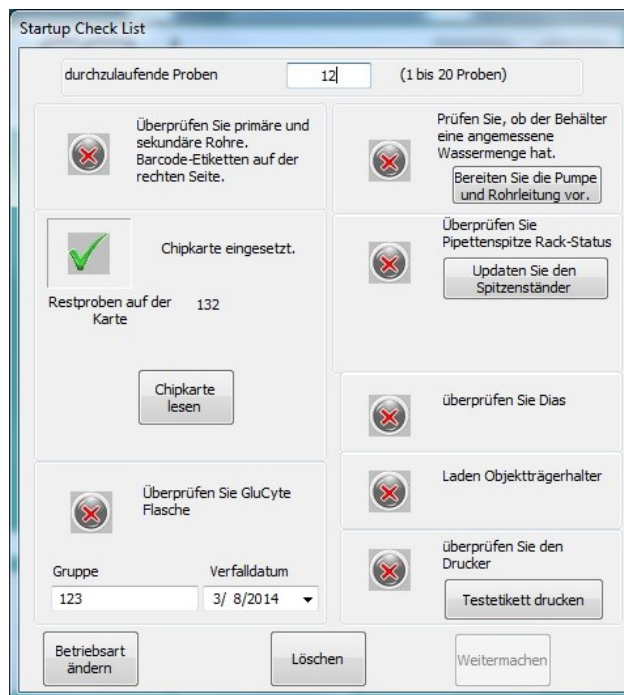 Startup Check List
durchzulaufende Proben 12 (1 bis 20 Proben)
Überprüfen Sie primäre und
sekundäre Rohre.
Barcode-Etiketten auf der
rechten Seite.
Chipkarte eingesetzt.
Restproben auf der
Karte
132
Chipkarte
lesen
Überprüfen Sie GluCyte
Flasche
Gruppe
123
Verfalldatum
3/ 8/2014
Prüfen Sie, ob der Behälter
eine angemessene
Wassermenge hat.
Bereiten Sie die Pumpe
und Rohrleitung vor.
Überprüfen Sie
Pipettenspitze Rack-Status
Updaten Sie den
Spitzenständer
überprüfen Sie Dias
Laden Objektträgerhalter
überprüfen Sie den
Drucker
Testetikett drucken
Betriebsart
ändern
Löschen
Weitermachen